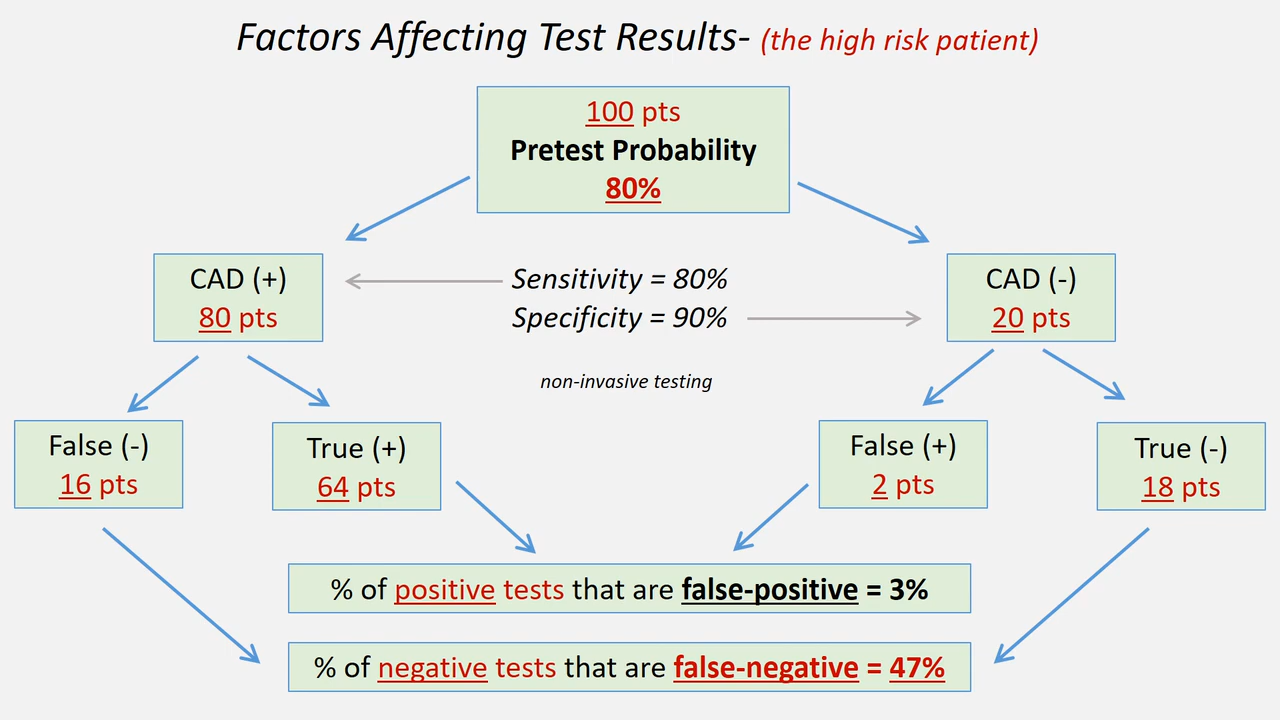 Factors Affecting Test Results- (the high risk patient)
100 pts
Pretest Probability
80%
CAD (+)
80 pts
Sensitivity = 80%
Specificity = 90%
CAD (-)
20 pts
non-invasive testing
False (-)
16 pts
True (+)
64 pts
False (+)
2 pts
True (-)
18 pts
% of positive tests that are false-positive = 3%
% of negative tests that are false-negative = 47%